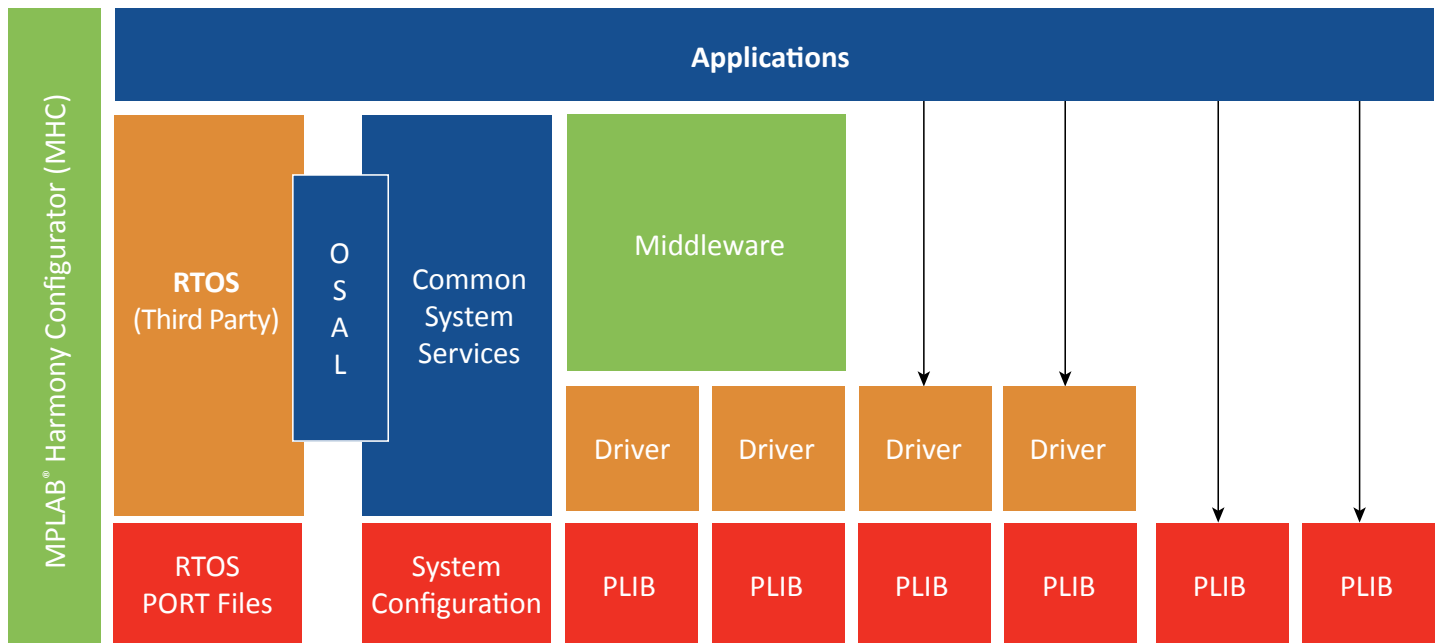 MPLAB® Harmony Configurator (MHC)
Applications
RTOS
(Third Party)
O
S
A
L
Common
System
Services
Middleware
Driver
Driver
Driver
Driver
RTOS
PORT Files
System
Configuration
PLIB
PLIB
PLIB
PLIB
PLIB
PLIB